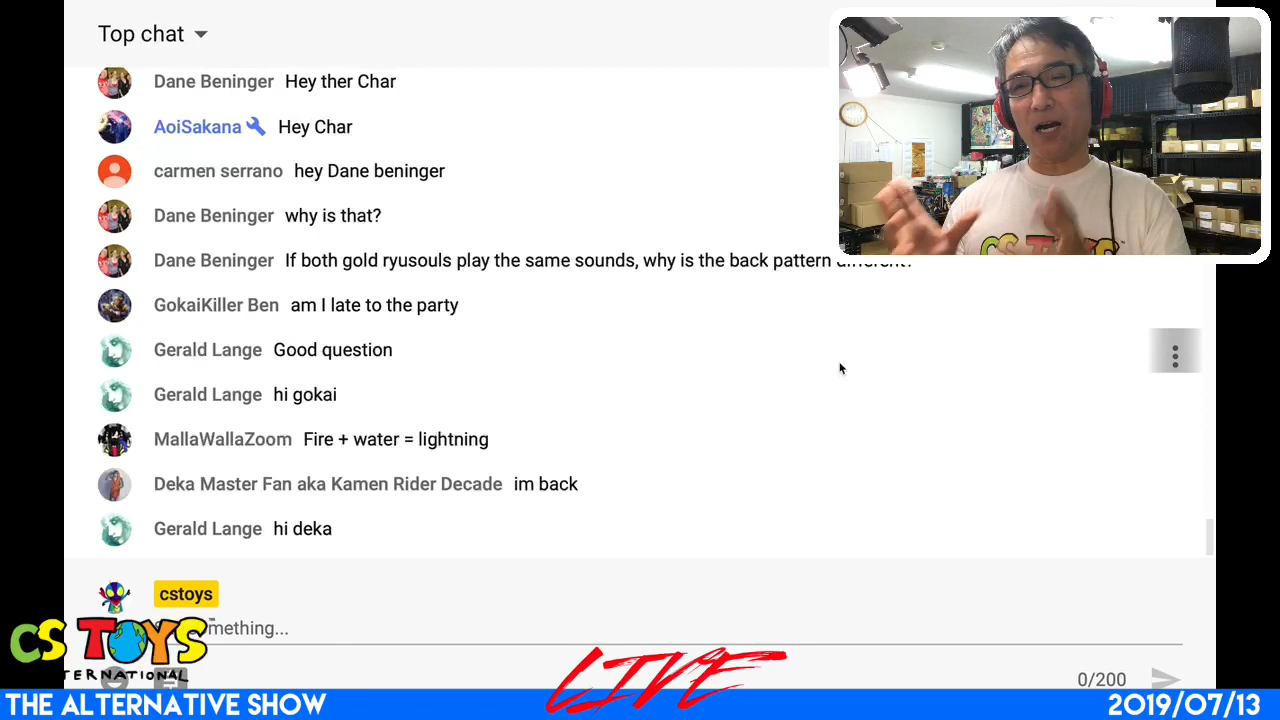 Top chat
Dane Beninger Hey ther Char
AoiSakana Hey Char
carmen serrano hey Dane beninger
Dane Beninger why is that?
Dane Beninger If both gold ryusouls play the same sounds, why is the back pattern different?
GokaiKiller Ben am I late to the party
Gerald Lange Good question
Gerald Lange hi gokai
MallaWallaZoom Fire + water = lightning
Deka Master Fan aka Kamen Rider Decade im back
Gerald Lange hi deka
cstoys
mething...
0/200
CS TOYS
TERNATIONAL
LIVE
THE ALTERNATIVE SHOW
2019/07/13
CS TOYS